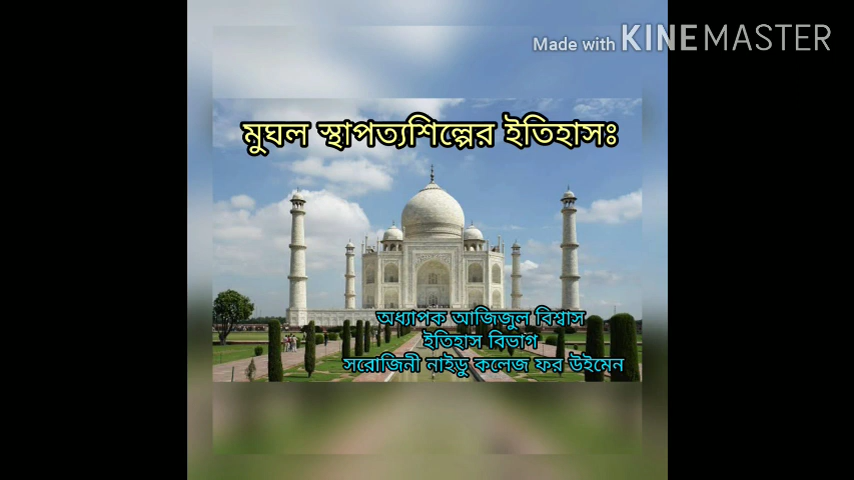 Made with KINEMASTER
মুঘল স্থাপত্যশিল্পের ইতিহাসঃ
অধ্যাপক আজিজুল বিশ্বাস
ইতিহাস বিভাগ
সরোজিনী নাইডু কলেজ ফর উইমেন